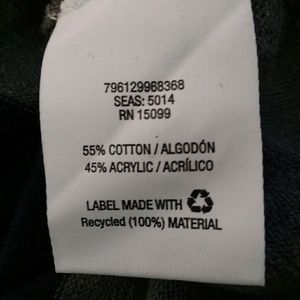 796129968368
SEAS: 5014
RN 15099
55% COTTON / ALGODÓN
45% ACRYLIC / ACRÍLICO
LABEL MADE WITH
Recycled (100%) MATERIAL